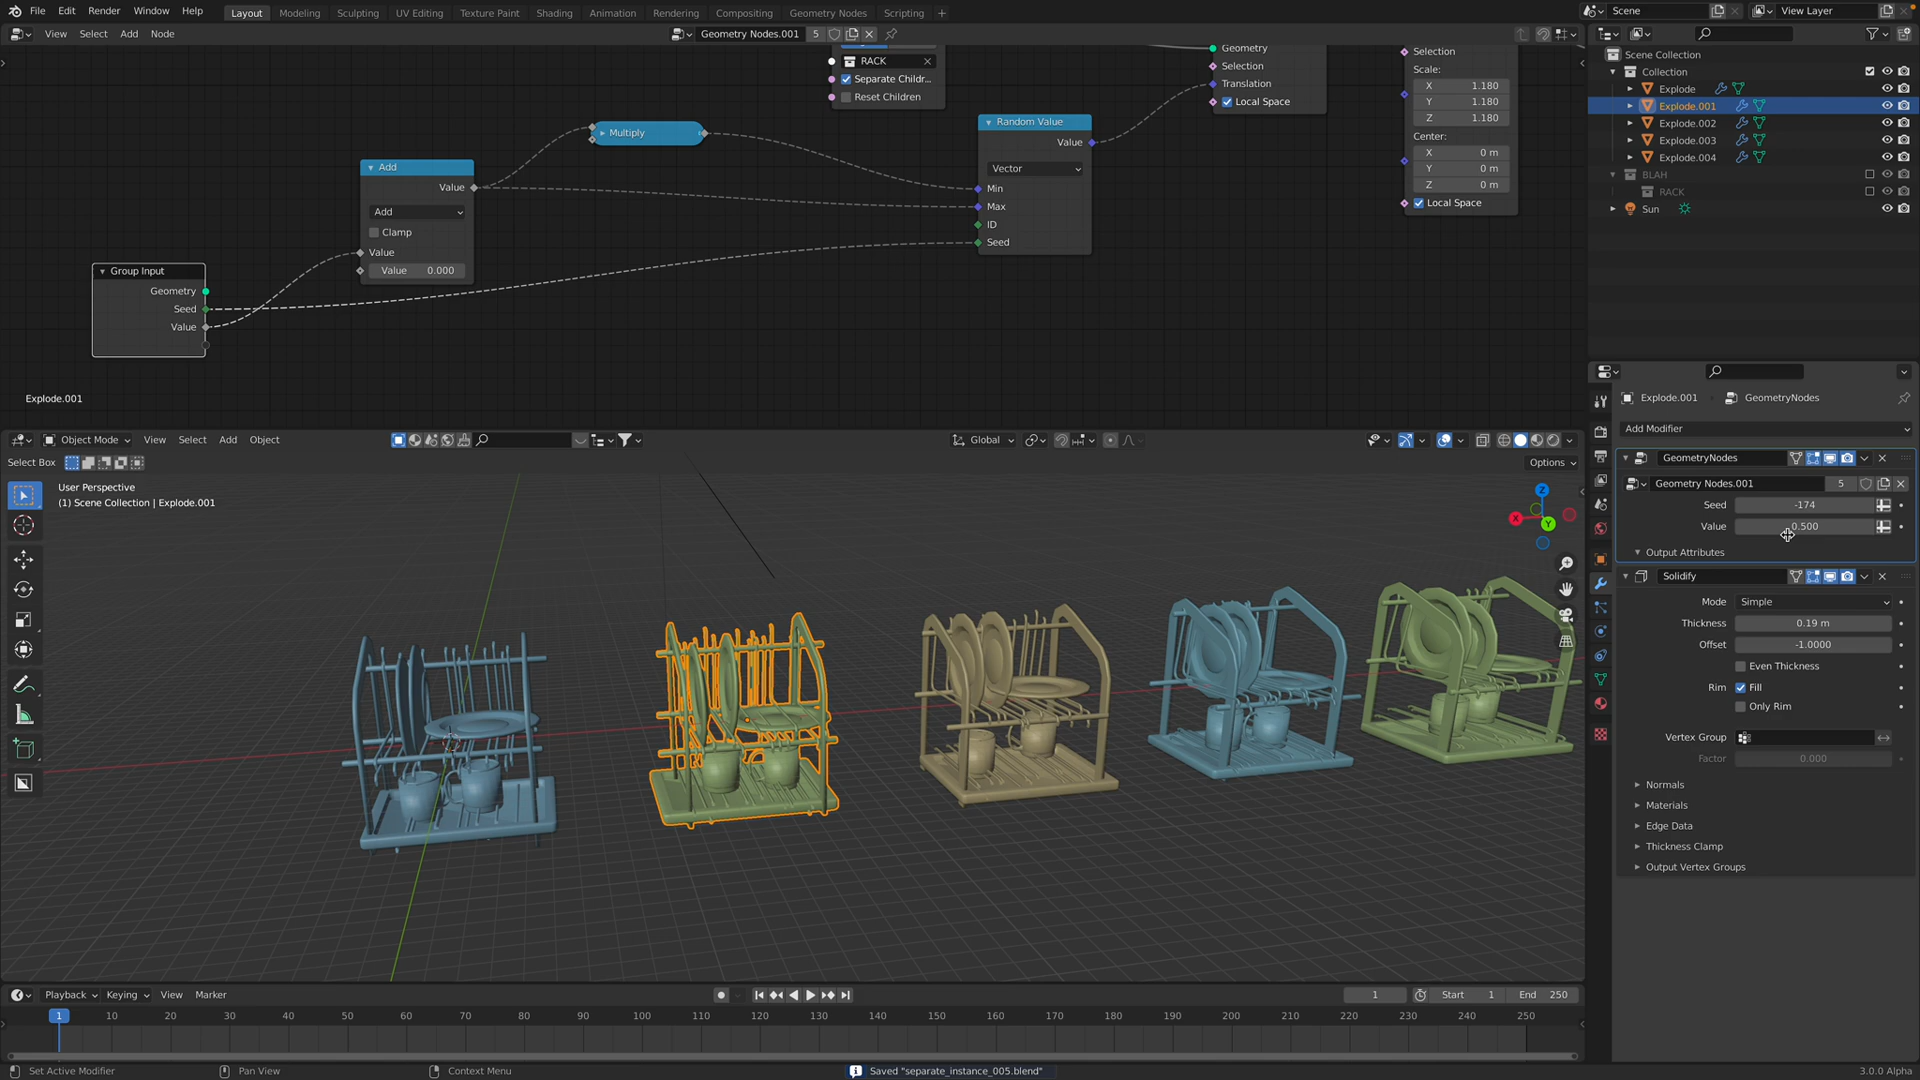 File Edit Render Window Help Layout Modeling Sculpting UV Editing Texture Paint Shading Animation Rendering Compositing Geometry Nodes Scripting + Scene View Layer
View Select Add Node Geometry Nodes.001 5
RACK
Separate Childr...
Reset Children
Geometry
Selection
Translation
Local Space
Selection
Scale:
X 1.180
Y 1.180
Z 1.180
Center:
X 0 m
Y 0 m
Z 0 m
Local Space
Multiply
Random Value
Value
Vector
Min
Max
ID
Seed
Add
Value
Add
Clamp
Value
Value 0.000
Group Input
Geometry
Seed
Value
Explode.001
Scene Collection
Collection
Explode
Explode.001
Explode.002
Explode.003
Explode.004
BLAH
RACK
Sun
Explode.001 GeometryNodes
Add Modifier
GeometryNodes
Geometry Nodes.001 5
Seed -174
Value 0.500
Output Attributes
Solidify
Mode Simple
Thickness 0.19 m
Offset -1.0000
Even Thickness
Rim Fill
Only Rim
Vertex Group
Factor 0.000
Normals
Materials
Edge Data
Thickness Clamp
Output Vertex Groups
Object Mode View Select Add Object Global
Select Box Options
User Perspective
(1) Scene Collection | Explode.001
Z
X
Y
Playback Keying View Marker 1 Start 1 End 250
1 10 20 30 40 50 60 70 80 90 100 110 120 130 140 150 160 170 180 190 200 210 220 230 240 250
Set Active Modifier Pan View Context Menu Saved "separate_instance_005.blend" 3.0.0 Alpha